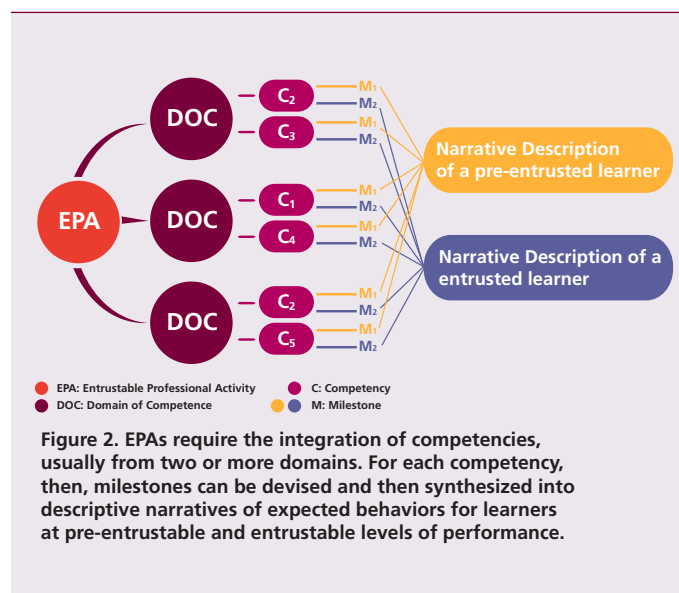 DOC
C2
M1
M2
C3
M1
M2
Narrative Description
of a pre-entrusted learner
EPA
DOC
C1
M1
M2
C4
M1
M2
Narrative Description of a
entrusted learner
DOC
C2
M1
M2
C5
M1
M2
EPA: Entrustable Professional Activity
C: Competency
DOC: Domain of Competence
M: Milestone
Figure 2. EPAs require the integration of competencies,
usually from two or more domains. For each competency,
then, milestones can be devised and then synthesized into
descriptive narratives of expected behaviors for learners
at pre-entrustable and entrustable levels of performance.